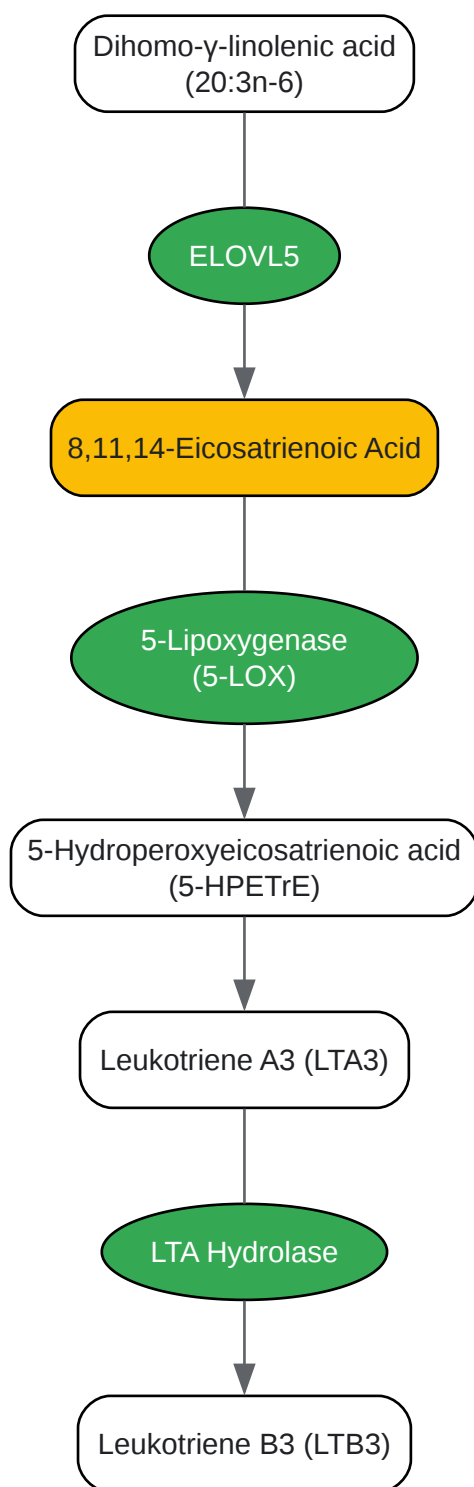 Dihomo-γ-linolenic acid
(20:3n-6)
ELOVL5
8,11,14-Eicosatrienoic Acid
5-Lipoxygenase
(5-LOX)
5-Hydroperoxyeicosatrienoic acid
(5-HPETrE)
Leukotriene A3 (LTA3)
LTA Hydrolase
Leukotriene B3 (LTB3)